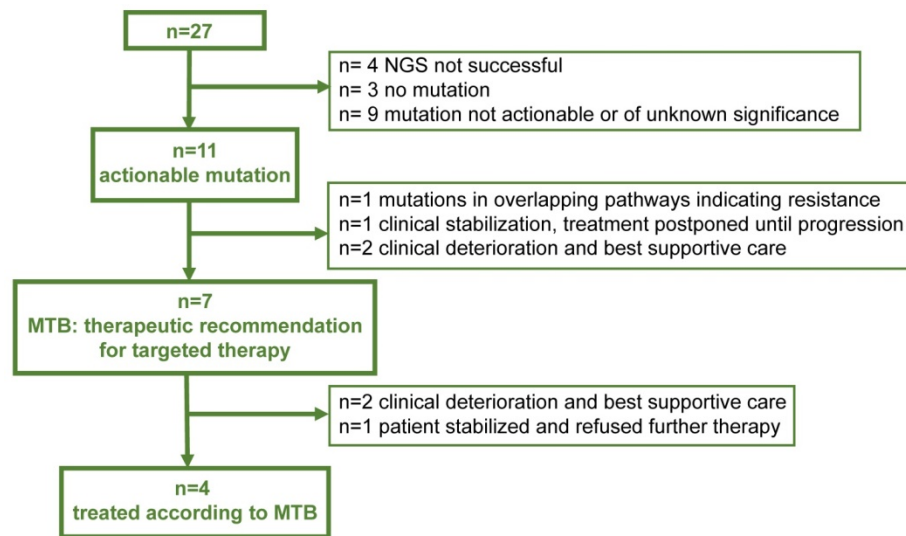 n=27
n= 4 NGS not successful
n= 3 no mutation
n= 9 mutation not actionable or of unknown significance
n=11
actionable mutation
n=1 mutations in overlapping pathways indicating resistance
n=1 clinical stabilization, treatment postponed until progression
n=2 clinical deterioration and best supportive care
n=7
MTB: therapeutic recommendation
for targeted therapy
n=2 clinical deterioration and best supportive care
n=1 patient stabilized and refused further therapy
n=4
treated according to MTB